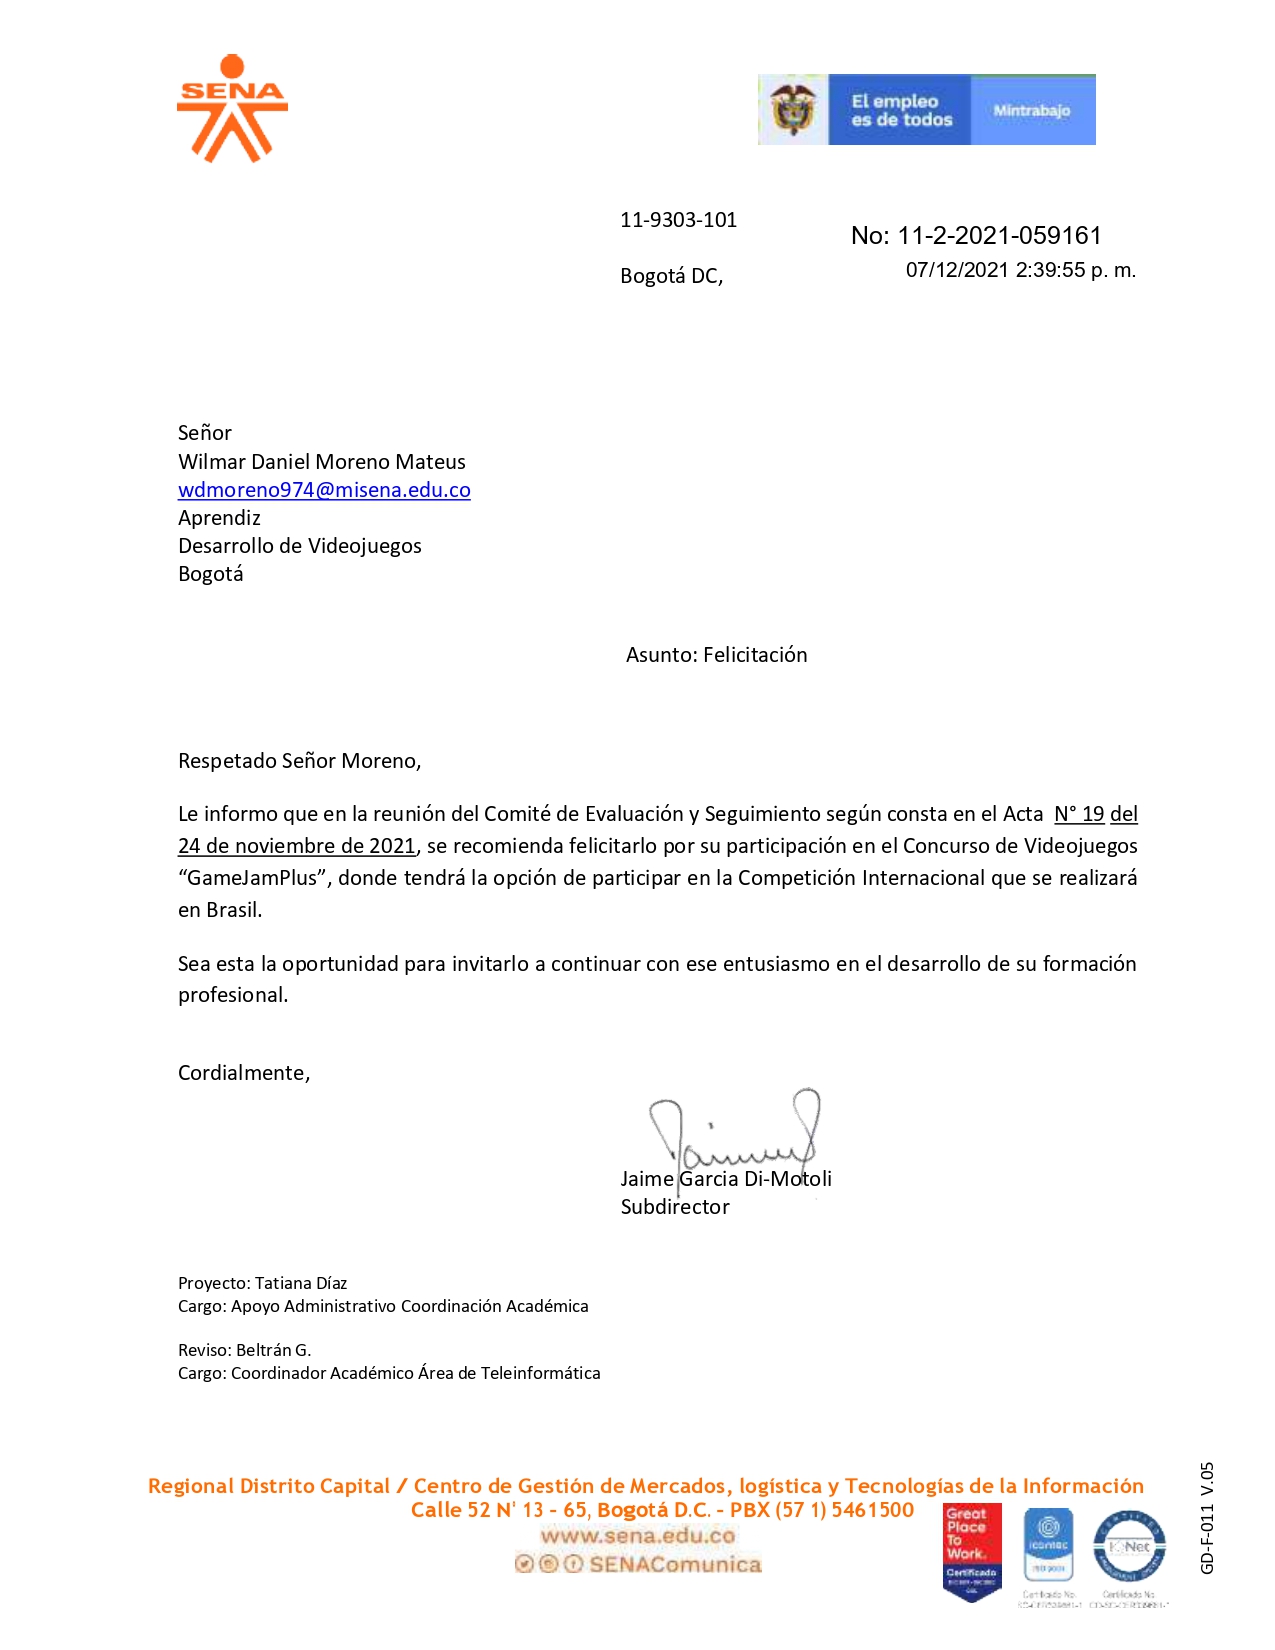 SENA
El empleo
es de todos
Mintrabajo
11-9303-101
No: 11-2-2021-059161
07/12/2021 2:39:55 p. m.
Bogotá DC,
Señor
Wilmar Daniel Moreno Mateus
wdmoreno974@misena.edu.co
Aprendiz
Desarrollo de Videojuegos
Bogotá
Asunto: Felicitación
Respetado Señor Moreno,
Le informo que en la reunión del Comité de Evaluación y Seguimiento según consta en el Acta N° 19 del
24 de noviembre de 2021, se recomienda felicitarlo por su participación en el Concurso de Videojuegos
“GameJamPlus”, donde tendrá la opción de participar en la Competición Internacional que se realizará
en Brasil.
Sea esta la oportunidad para invitarlo a continuar con ese entusiasmo en el desarrollo de su formación
profesional.
Cordialmente,
Jaime Garcia Di-Motoli
Subdirector
Proyecto: Tatiana Díaz
Cargo: Apoyo Administrativo Coordinación Académica
Reviso: Beltrán G.
Cargo: Coordinador Académico Área de Teleinformática
Regional Distrito Capital / Centro de Gestión de Mercados, logística y Tecnologías de la Información
Calle 52 N° 13 – 65, Bogotá D.C. - PBX (57 1) 5461500
www.sena.edu.co
SENAComunica
Great
Place
To
Work.
Certificado
icontec
ISO 9001
CERTIFIED
IQNet
Certificado No.
Certificado No.
GD-F-011 V.05